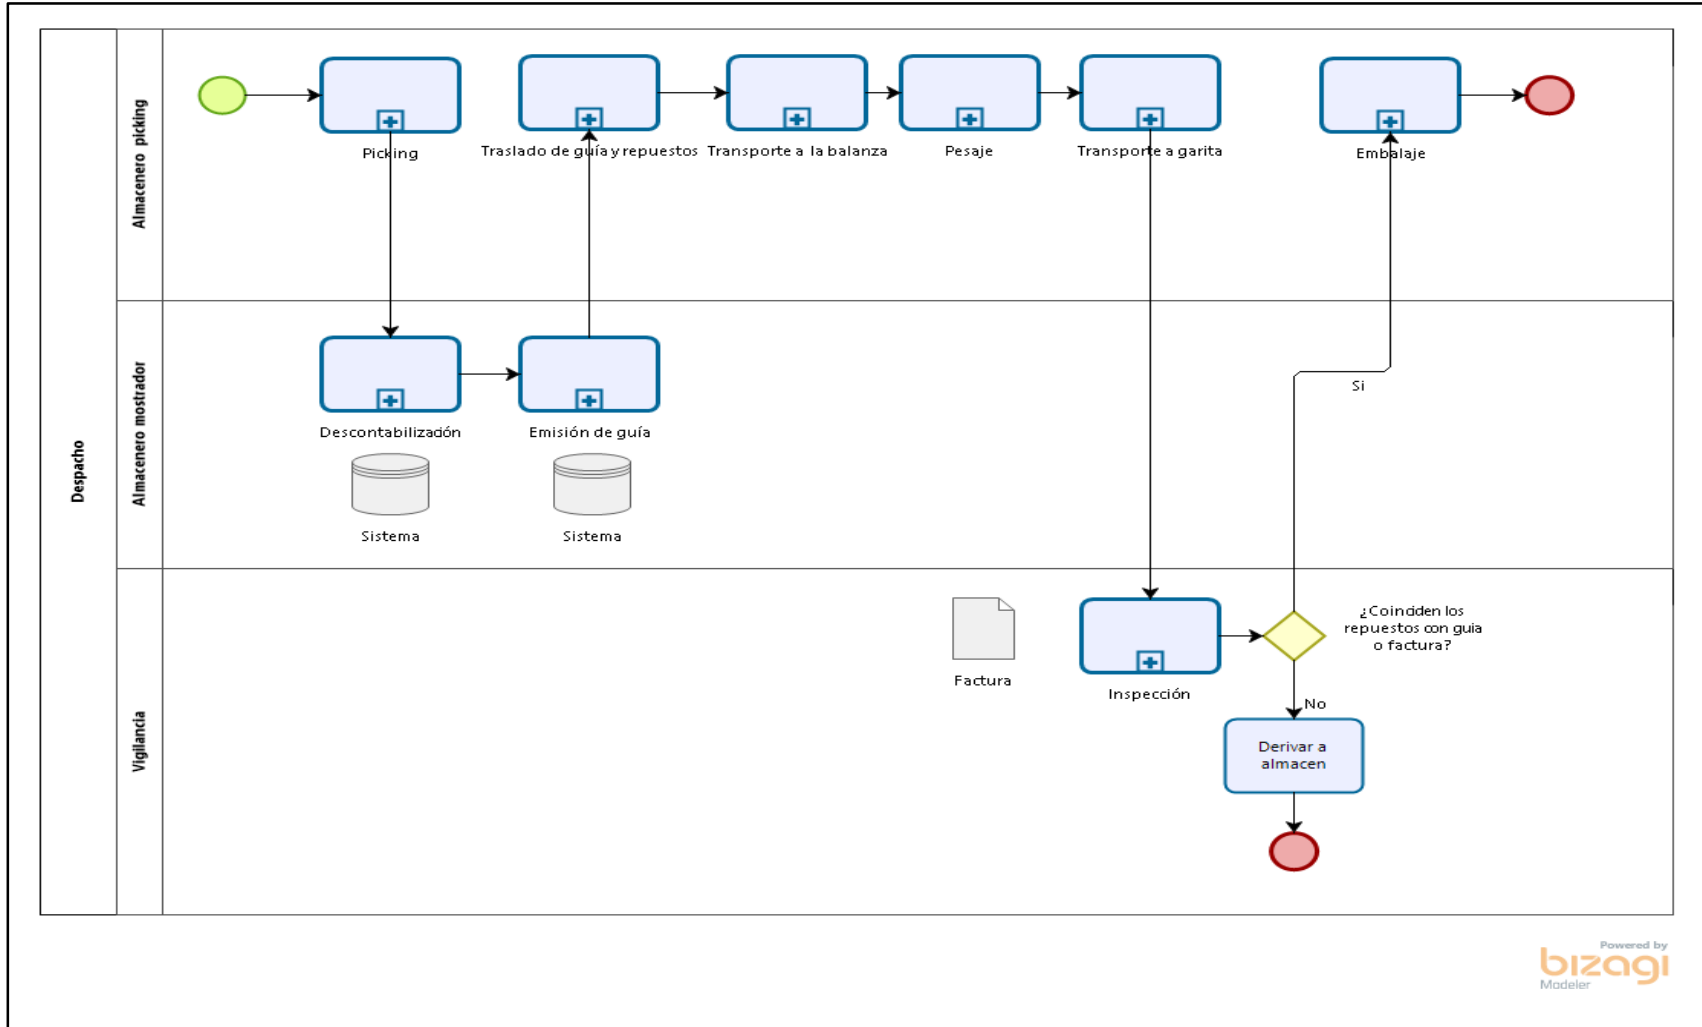 Despacho
Almacenero picking
Picking
Traslado de guía y repuestos
Transporte a la balanza
Pesaje
Transporte a garita
Embalaje
Almacenero mostrador
Descontabilización
Emisión de guía
Si
Sistema
Sistema
Vigilancia
Factura
Inspección
¿Coinciden los
repuestos con guia
o factura?
No
Derivar a
almacen
Powered by
bizagi
Modeler